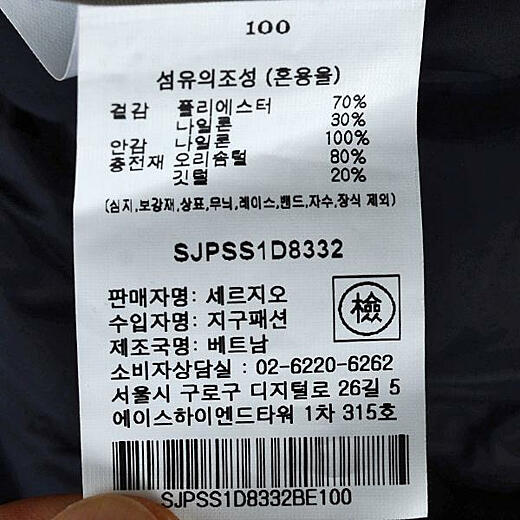 100
섬유의조성 (혼용율)
겉감 폴리에스터 70%
나일론 30%
안감 나일론 100%
충전재 오리솜털 80%
깃털 20%
(심지,보강재,상표,무늬,레이스,밴드,자수,장식 제외)
SJPSS1D8332
판매자명: 세르지오
수입자명: 지구패션
檢
제조국명: 베트남
소비자상담실 : 02-6220-6262
서울시 구로구 디지털로 26길 5
에이스하이엔드타워 1차 315호
SJPSS1D8332BE100